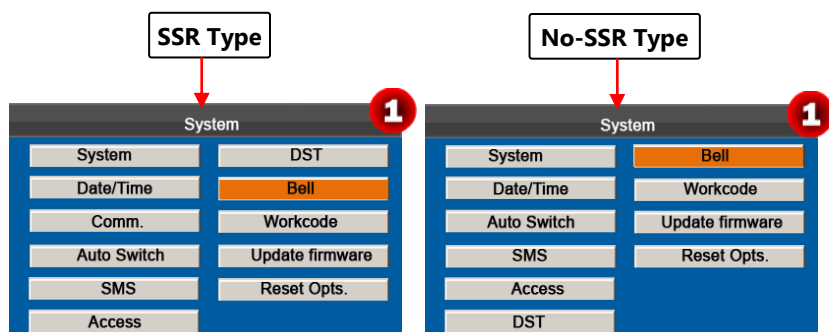 SSR Type
No-SSR Type
1
System
System DST
Date/Time Bell
Comm. Workcode
Auto Switch Update firmware
SMS Reset Opts.
Access
1
System
System Bell
Date/Time Workcode
Auto Switch Update firmware
SMS Reset Opts.
Access
DST